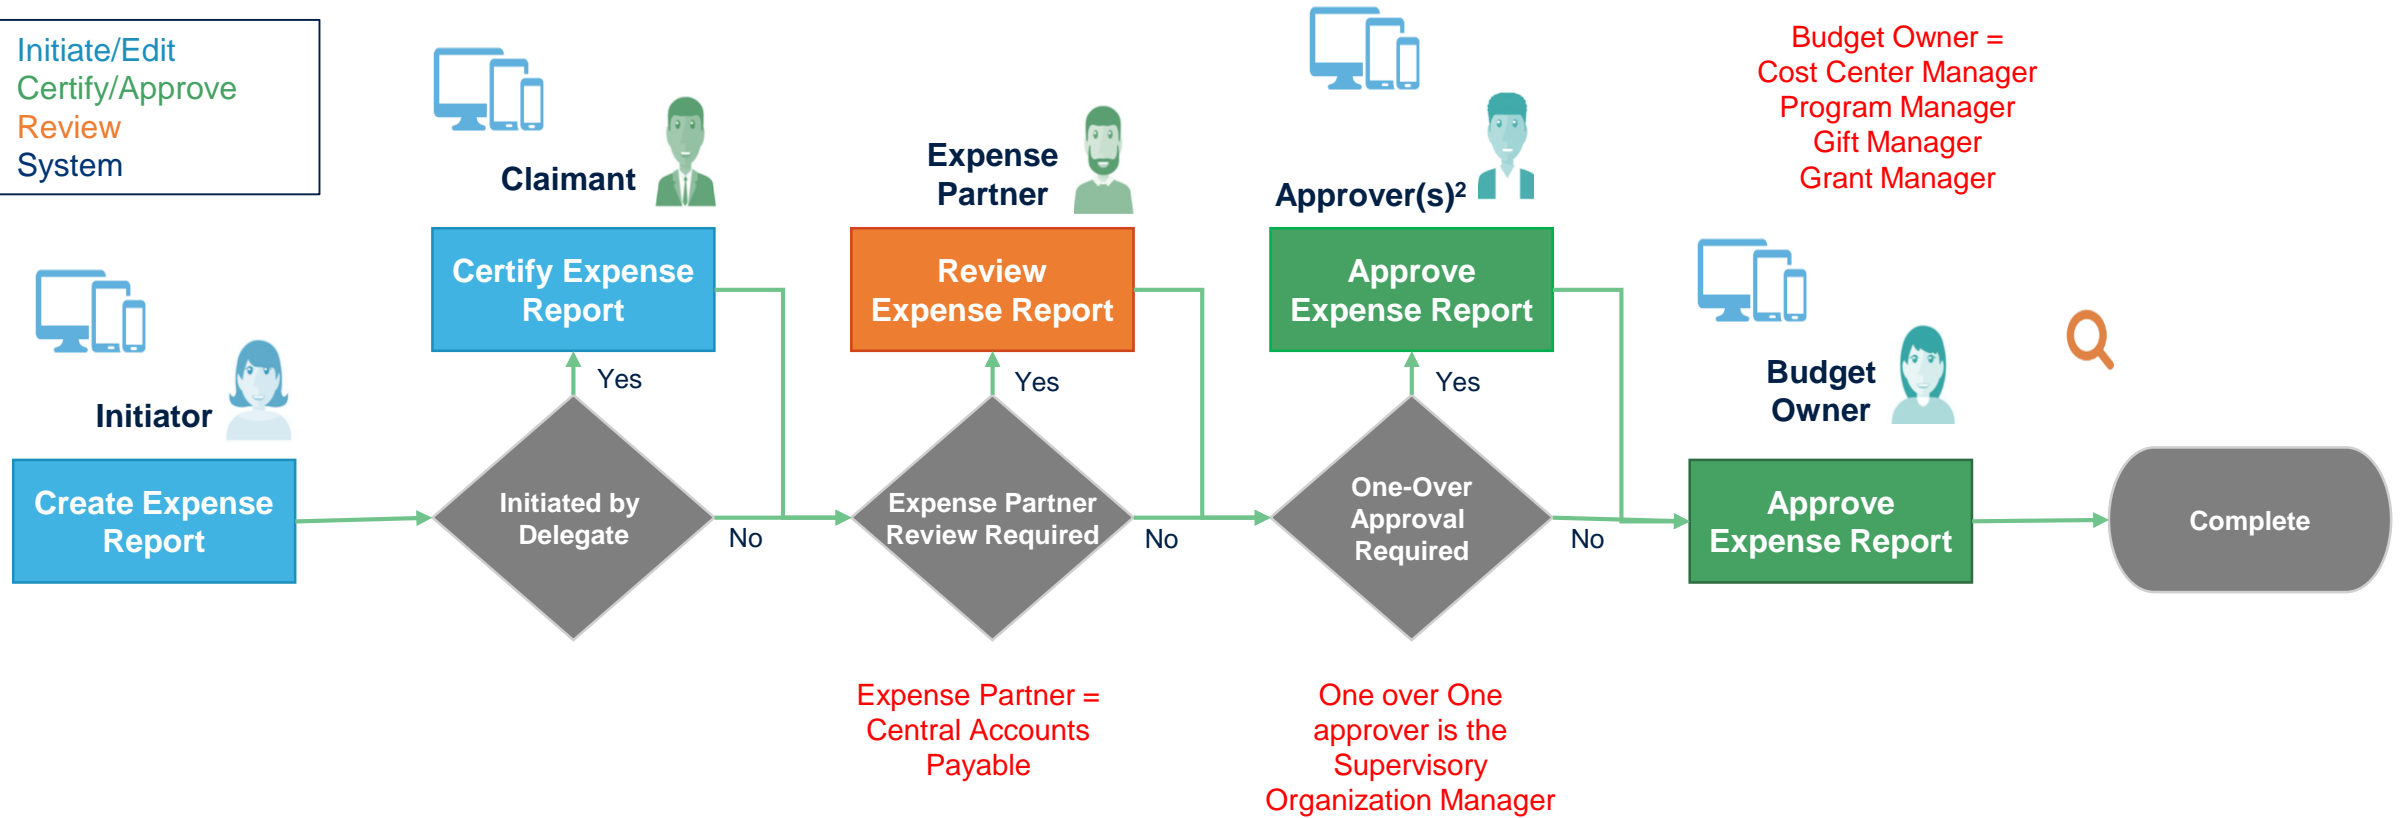 Initiate/Edit
Certify/Approve
Review
System
Initiator
Create Expense
Report
Initiated by
Delegate
Yes
No
Claimant
Certify Expense
Report
Expense
Partner
Review
Expense Report
Yes
Expense Partner
Review Required
No
Expense Partner =
Central Accounts
Payable
Approver(s)²
Approve
Expense Report
Yes
One-Over
Approval
Required
No
One over One
approver is the
Supervisory
Organization Manager
Budget Owner =
Cost Center Manager
Program Manager
Gift Manager
Grant Manager
Budget
Owner
Approve
Expense Report
Complete